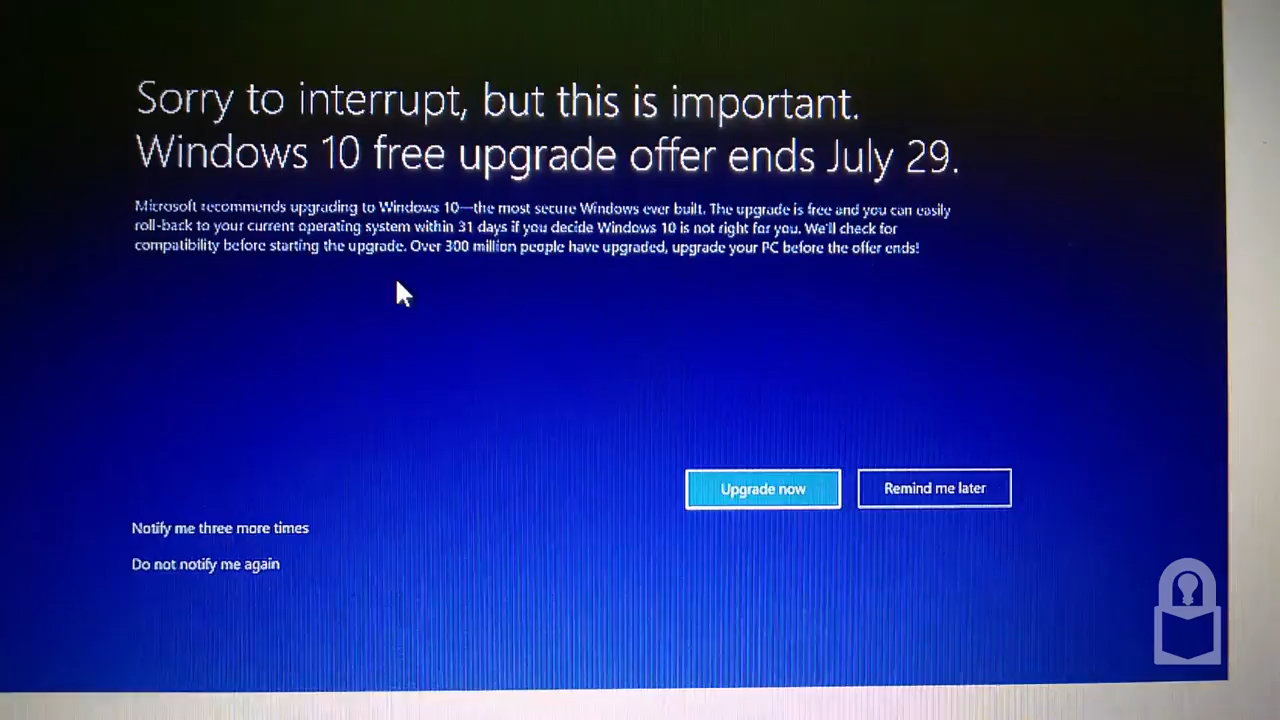 Sorry to interrupt, but this is important.
Windows 10 free upgrade offer ends July 29.
Microsoft recommends upgrading to Windows 10—the most secure Windows ever built. The upgrade is free and you can easily
roll-back to your current operating system within 31 days if you decide Windows 10 is not right for you. We'll check for
compatibility before starting the upgrade. Over 300 million people have upgraded, upgrade your PC before the offer ends!
Upgrade now
Remind me later
Notify me three more times
Do not notify me again